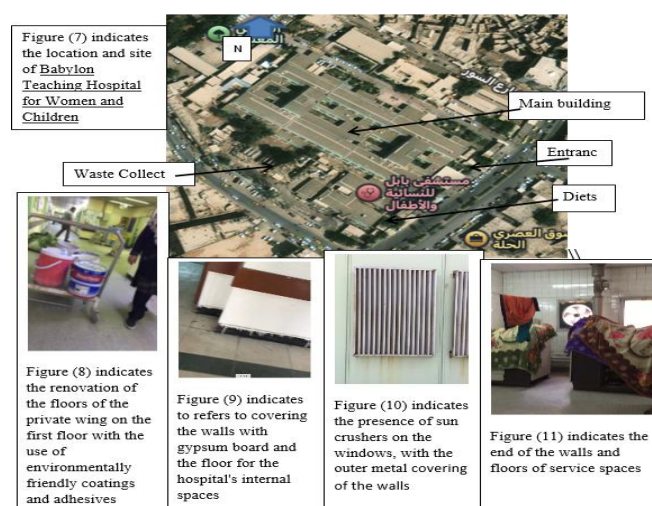 Figure (7) indicates
the location and site
of Babylon
Teaching Hospital
for Women and
Children
N
Main building
Entranc
Waste Collect
Diets
مستشفى بابل
للنسائية
والأطفال
سوق العصري
الحلة
Figure (8) indicates
the renovation of
the floors of the
private wing on the
first floor with the
use of
environmentally
friendly coatings
and adhesives
Figure (9) indicates
to refers to covering
the walls with
gypsum board and
the floor for the
hospital's internal
spaces
Figure (10) indicates
the presence of sun
crushers on the
windows, with the
outer metal covering
of the walls
Figure (11) indicates the
end of the walls and
floors of service spaces